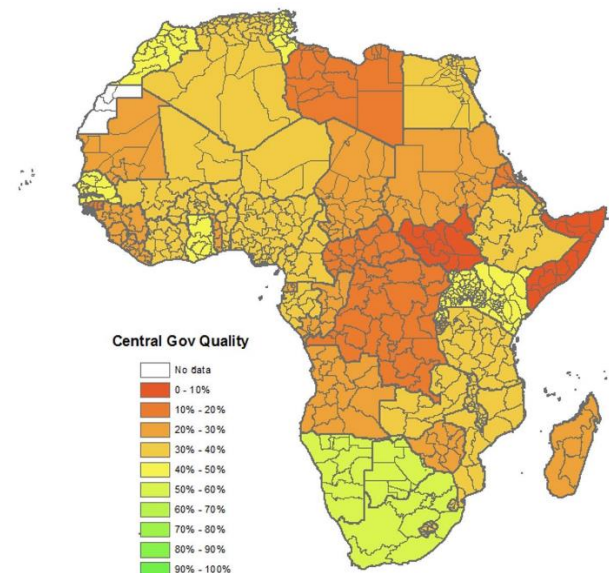 Central Gov Quality
No data
0 - 10%
10% - 20%
20% - 30%
30% - 40%
40% - 50%
50% - 60%
60% - 70%
70% - 80%
80% - 90%
90% - 100%